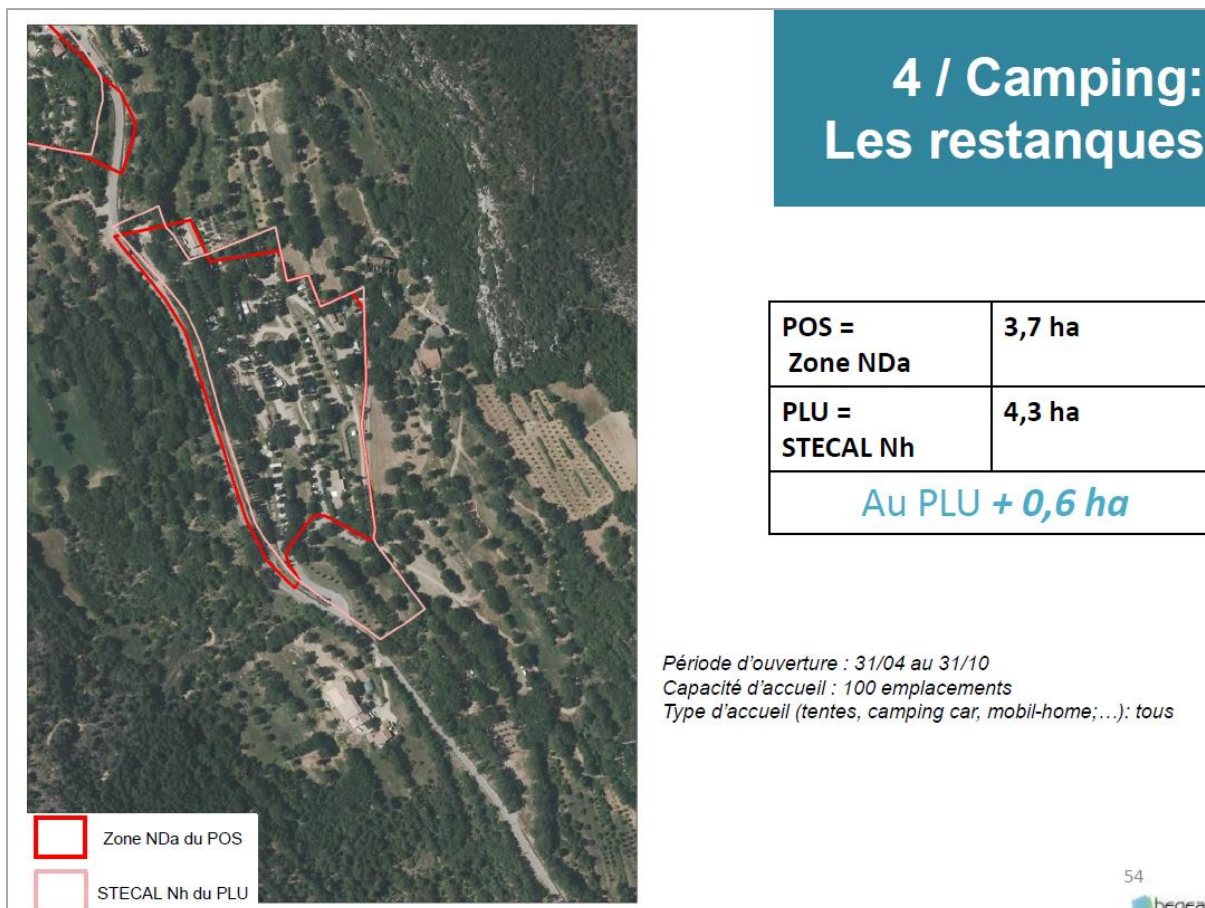 4 / Camping:
Les restanques
POS =
Zone NDa
3,7 ha
PLU =
STECAL Nh
4,3 ha
Au PLU + 0,6 ha
Période d'ouverture : 31/04 au 31/10
Capacité d'accueil : 100 emplacements
Type d'accueil (tentes, camping car, mobil-home;…): tous
Zone NDa du POS
STECAL Nh du PLU
54